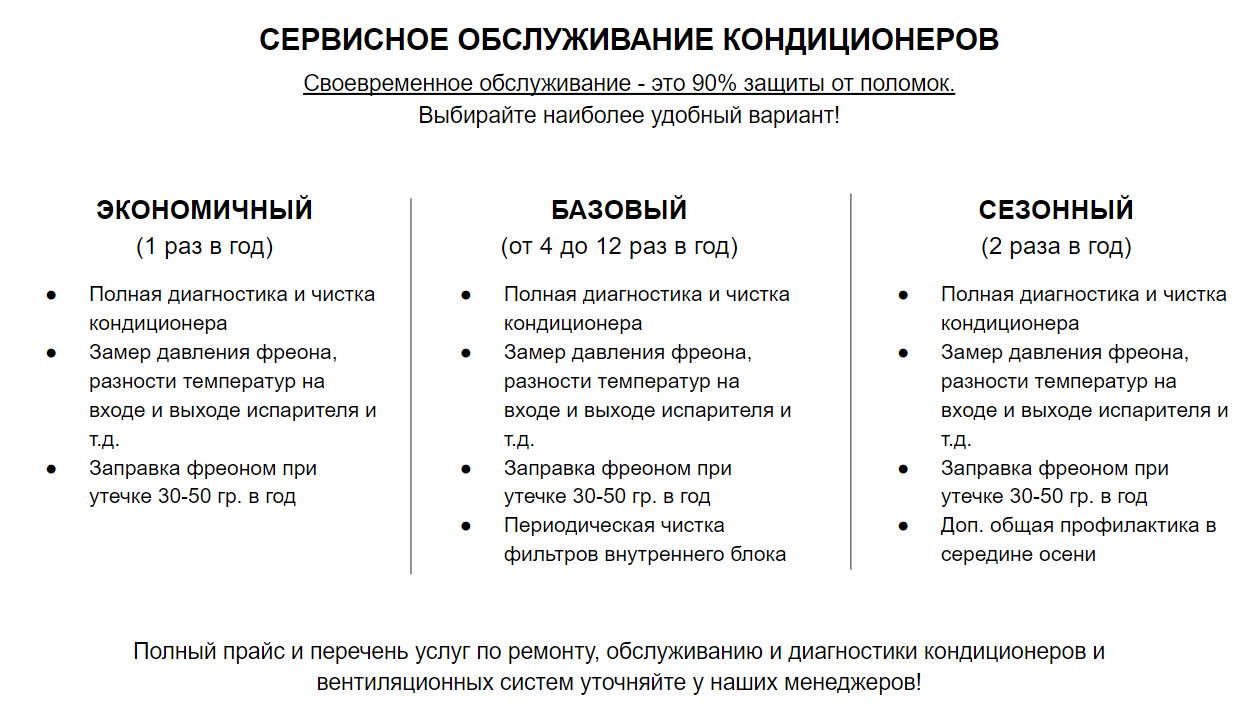 СЕРВИСНОЕ ОБСЛУЖИВАНИЕ КОНДИЦИОНЕРОВ
Своевременное обслуживание - это 90% защиты от поломок.
Выбирайте наиболее удобный вариант!
ЭКОНОМИЧНЫЙ
(1 раз в год)
● Полная диагностика и чистка
кондиционера
● Замер давления фреона,
разности температур на
входе и выходе испарителя и
т.д.
● Заправка фреоном при
утечке 30-50 гр. в год
БАЗОВЫЙ
(от 4 до 12 раз в год)
● Полная диагностика и чистка
кондиционера
● Замер давления фреона,
разности температур на
входе и выходе испарителя и
т.д.
● Заправка фреоном при
утечке 30-50 гр. в год
● Периодическая чистка
фильтров внутреннего блока
СЕЗОННЫЙ
(2 раза в год)
● Полная диагностика и чистка
кондиционера
● Замер давления фреона,
разности температур на
входе и выходе испарителя и
т.д.
● Заправка фреоном при
утечке 30-50 гр. в год
● Доп. общая профилактика в
середине осени
Полный прайс и перечень услуг по ремонту, обслуживанию и диагностики кондиционеров и
вентиляционных систем уточняйте у наших менеджеров!